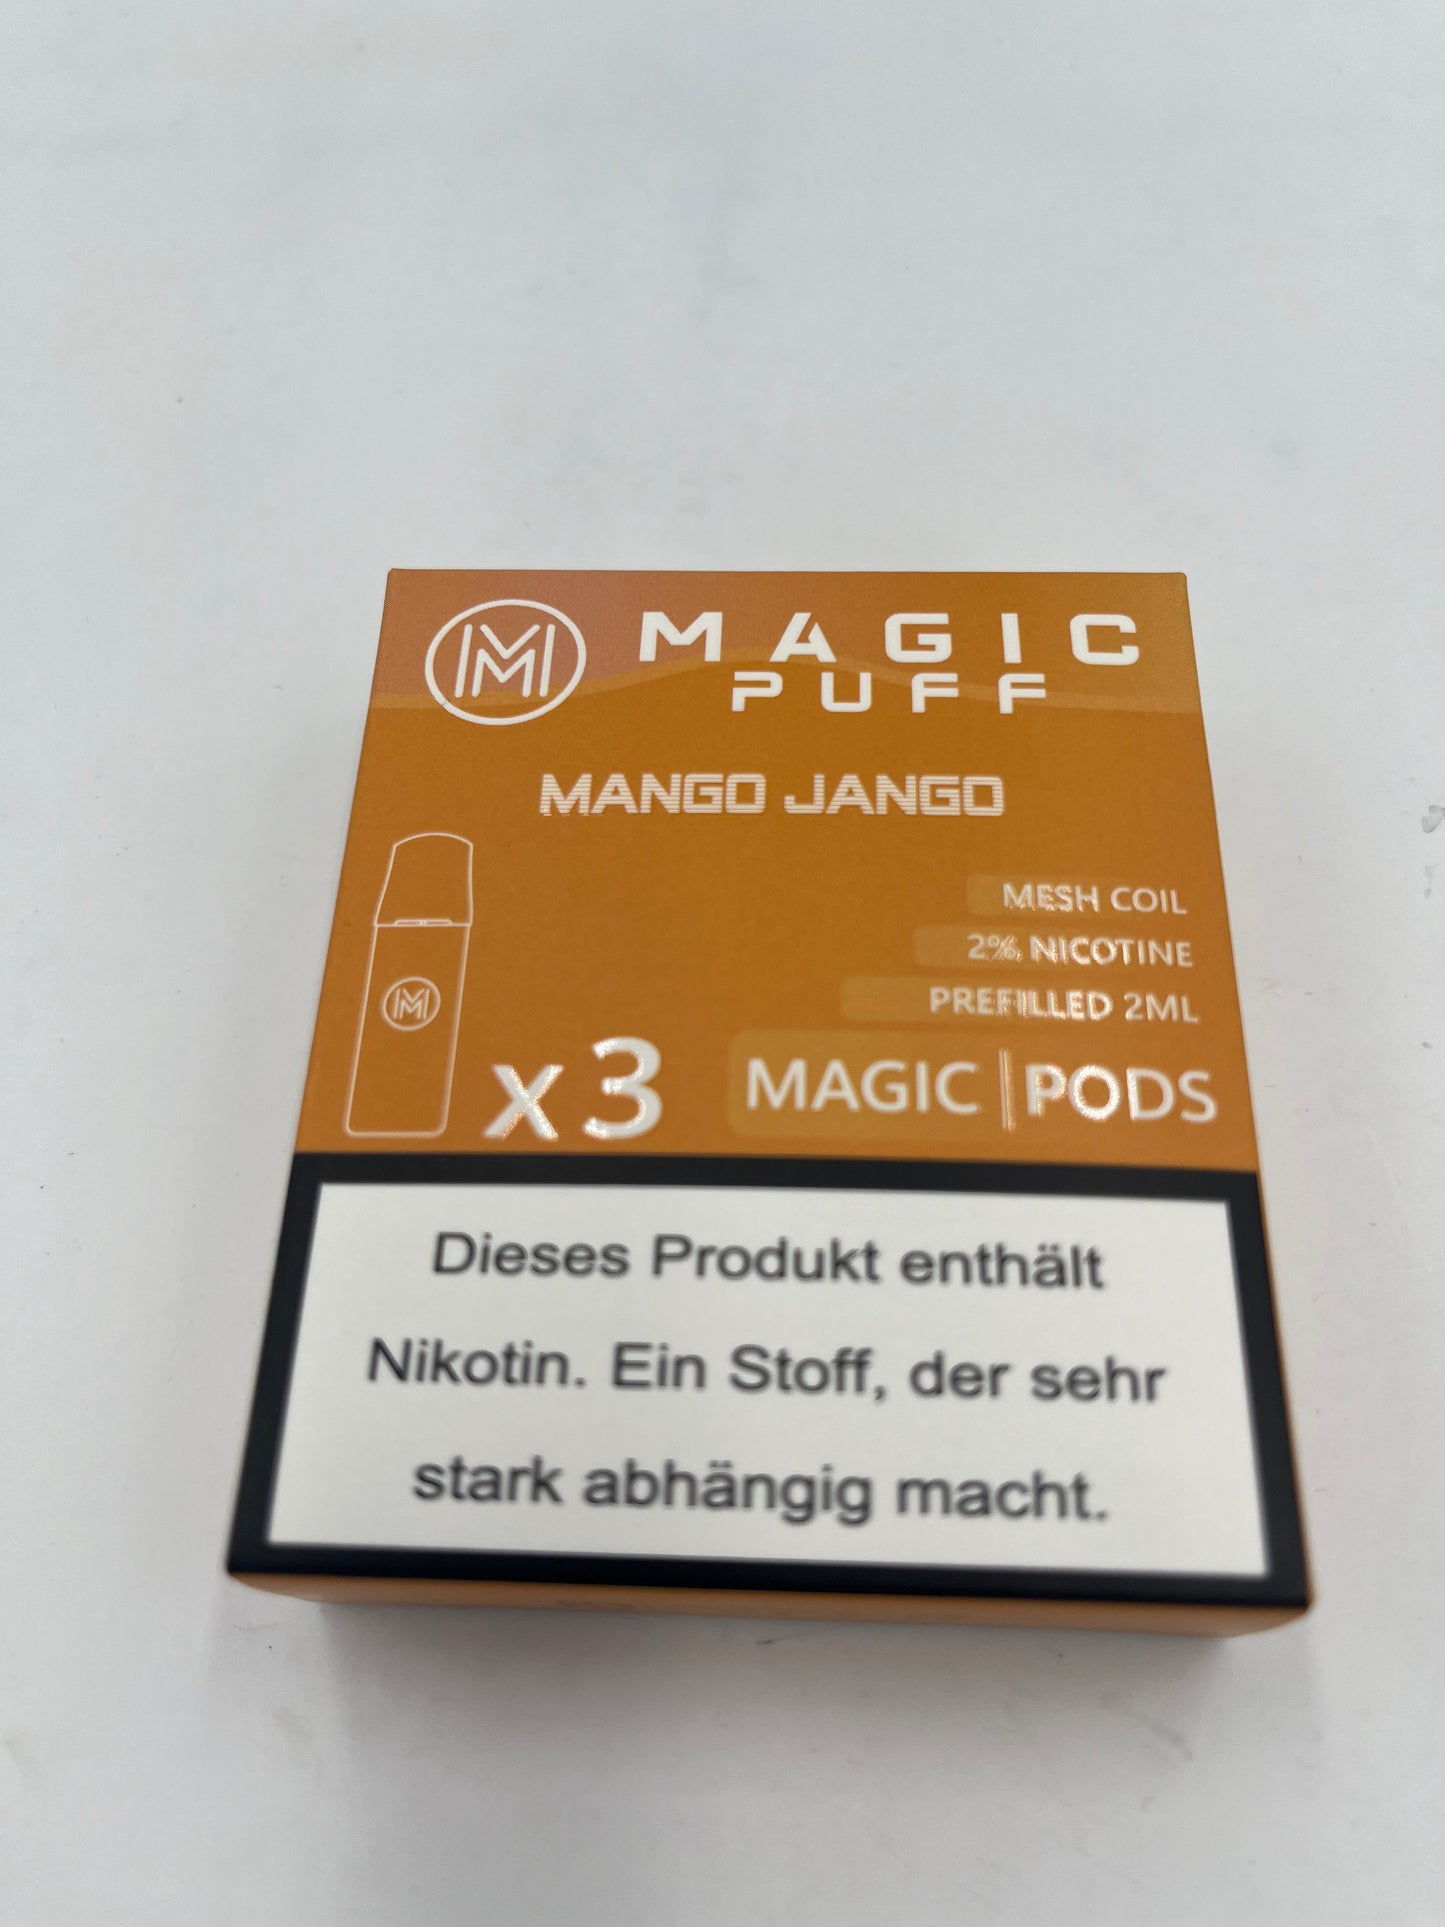 MAGIC
PUFF
MANGO JANGO
MESH COIL
2% NICOTINE
PREFILLED 2ML
x3
MAGIC | PODS
Dieses Produkt enthält
Nikotin. Ein Stoff, der sehr
stark abhängig macht.